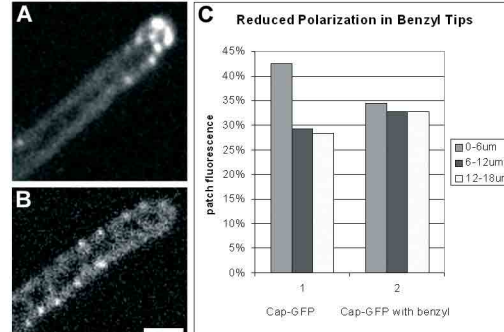 A
B
C
Reduced Polarization in Benzyl Tips
45%
40%
35%
30%
25%
20%
15%
10%
5%
0%
patch fluorescence
1
2
Cap-GFP
Cap-GFP with benzyl
0-6um
6-12um
12-18um